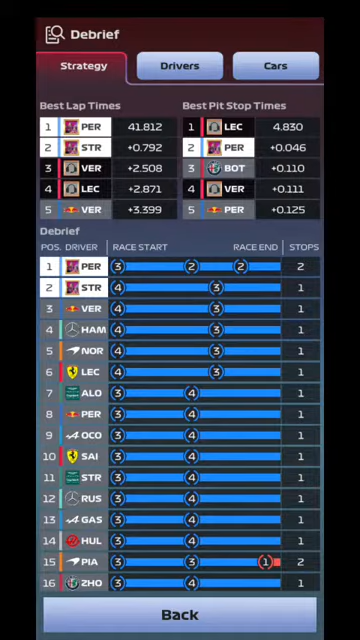 Debrief
Strategy Drivers Cars
Best Lap Times Best Pit Stop Times
1 PER 41.812 1 LEC 4.830
2 STR +0.792 2 PER +0.046
3 VER +2.508 3 BOT +0.110
4 LEC +2.871 4 VER +0.111
5 VER +3.399 5 PER +0.125
Debrief
POS. DRIVER RACE START RACE END STOPS
1 PER 3 2 2 2
2 STR 4 3 1
3 VER 4 3 1
4 HAM 4 3 1
5 NOR 4 3 1
6 LEC 4 3 1
7 ALO 3 4 1
8 PER 3 4 1
9 OCO 3 4 1
10 SAI 3 4 1
11 STR 3 4 1
12 RUS 3 4 1
13 GAS 3 4 1
14 HUL 3 4 1
15 PIA 3 3 1 2
16 ZHO 3 4 1
Back